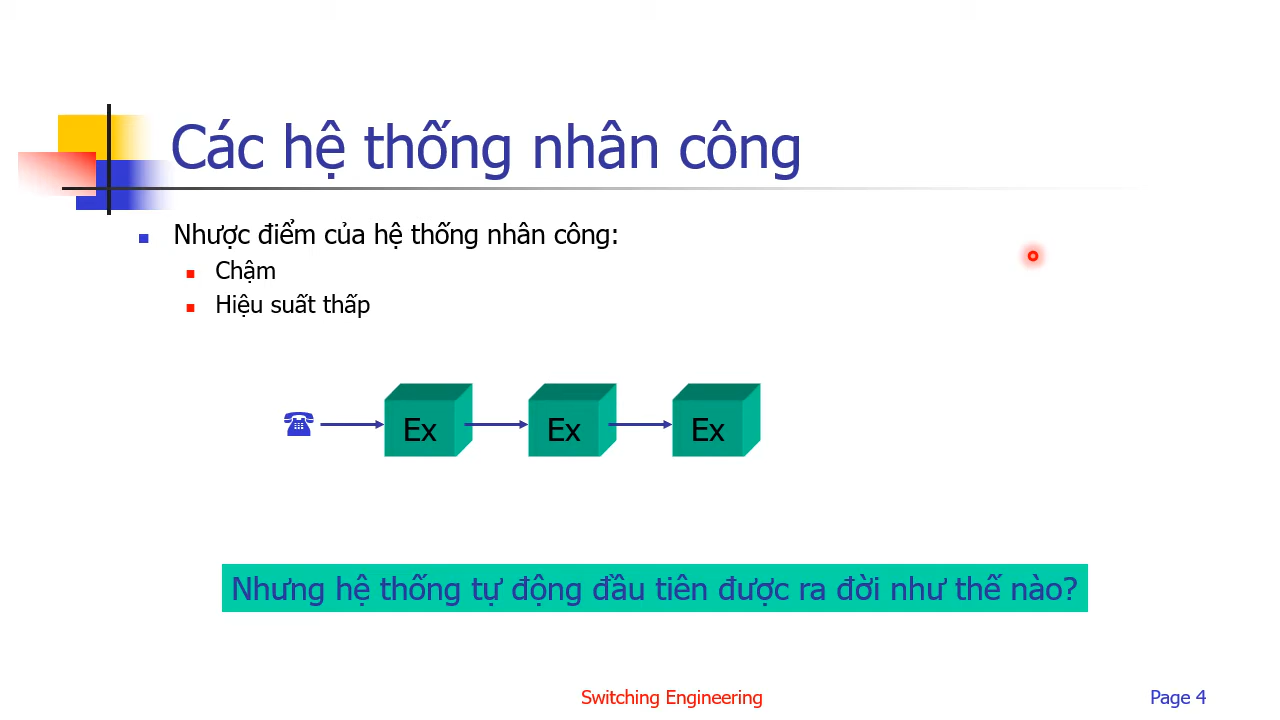 Các hệ thống nhân công
Nhược điểm của hệ thống nhân công:
Chậm
Hiệu suất thấp
Ex Ex Ex
Nhưng hệ thống tự động đầu tiên được ra đời như thế nào?
Switching Engineering Page 4